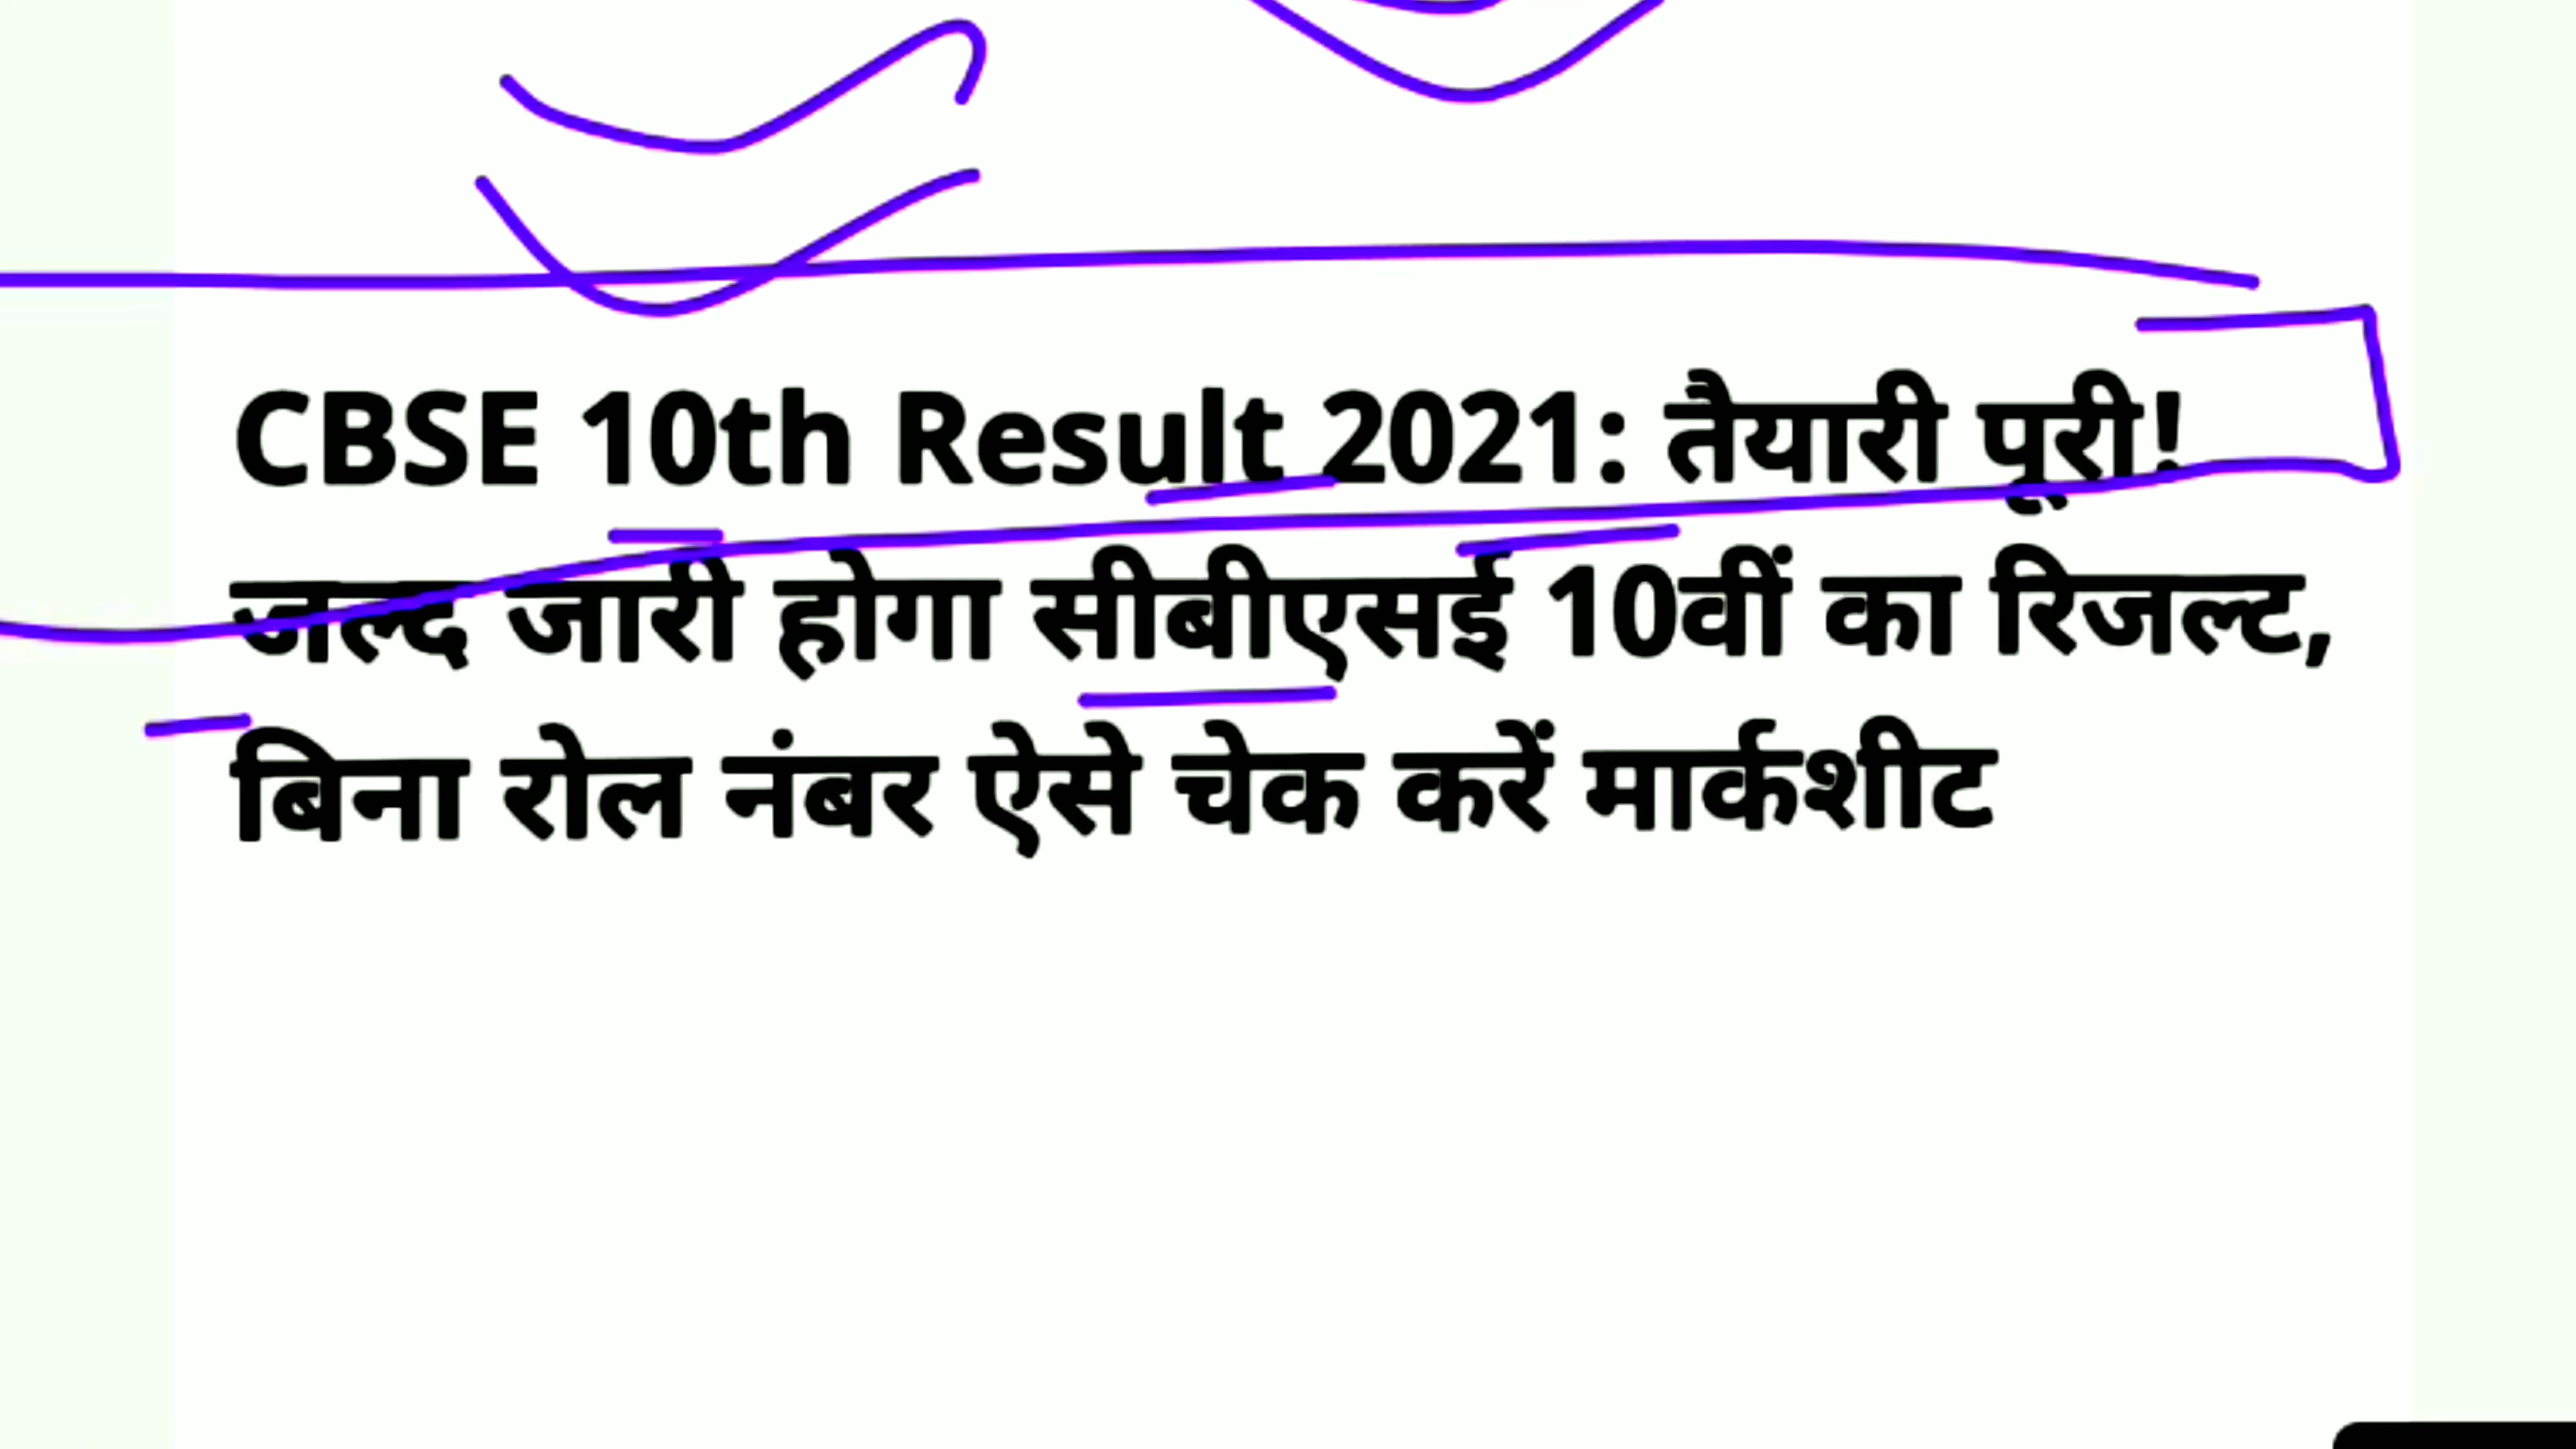 CBSE 10th Result 2021: तैयारी पूरी!
जल्द जारी होगा सीबीएसई 10वीं का रिजल्ट,
बिना रोल नंबर ऐसे चेक करें मार्कशीट